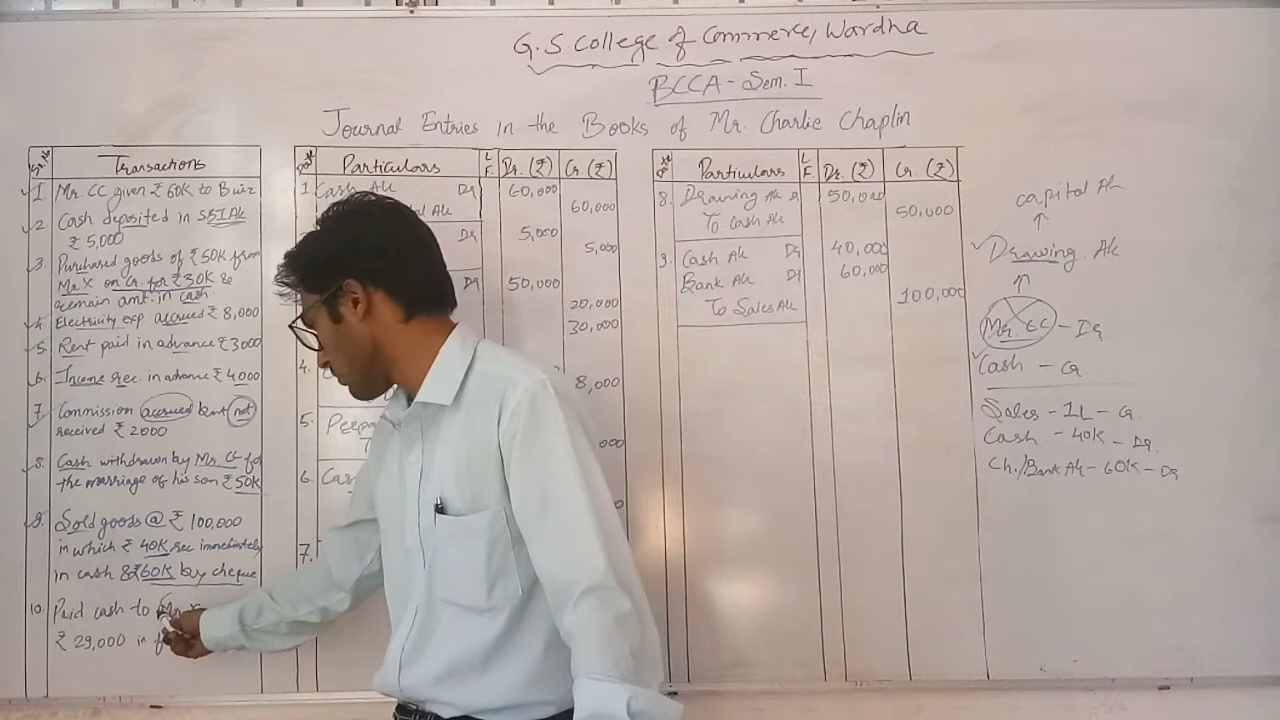 G.S. College of Commerce, Wardha
BCCA - Sem. I
Journal Entries in the Books of Mr. Charlie Chaplin
Sr. No Transactions
1. Mr. CC given ₹ 60K to Buiz
2. Cash deposited in SBI A/c
₹ 5,000
3. Purchased goods of ₹ 50K from
Mr X on Cr. for ₹ 30K &
remain amt. in cash
4. Electricity exp. accrued ₹ 8,000
5. Rent paid in advance ₹ 3000
6. Income rec. in advance ₹ 4000
7 Commission accrued but not
received ₹ 2000
8. Cash withdrawn by Mr. CC for
the marriage of his son ₹ 50K
9. Sold goods @ ₹ 100,000
in which ₹ 40K rec immediately
in cash & ₹ 60K by cheque
10. Paid cash to Mr
₹ 29,000 in
Date Particulars L.F. Dr. (₹) Cr (₹)
1. Cash A/c Dr 60,000
A/c 60,000
Dr 5,000
5,000
Dr 50,000
20,000
30,000
4.
8,000
5.
000
6. Cas
7.
Date Particulars L.F. Dr. (₹) Cr (₹)
8. Drawing A/c Dr 50,000
To Cash A/c 50,000
9. Cash A/c Dr 40,000
Bank A/c Dr 60,000
To Sales A/c 100,000
capital A/c
Drawing A/c
Mr. CC - Dr.
Cash - Cr
Sales - 1L - Cr
Cash - 40K - Dr.
Ch./Bank A/c - 60K - Dr